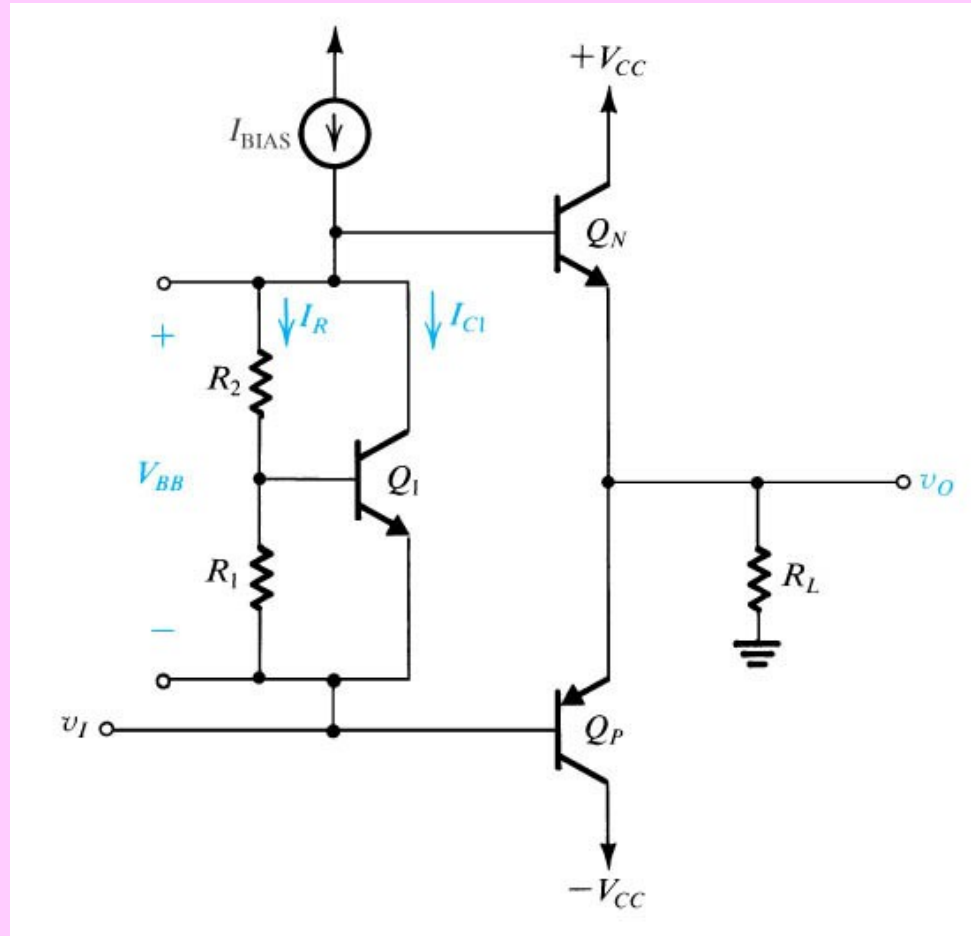 +V_CC
I_BIAS
Q_N
I_R
I_C1
+
R_2
V_BB
Q_1
v_O
R_1
R_L
−
v_I
Q_P
−V_CC